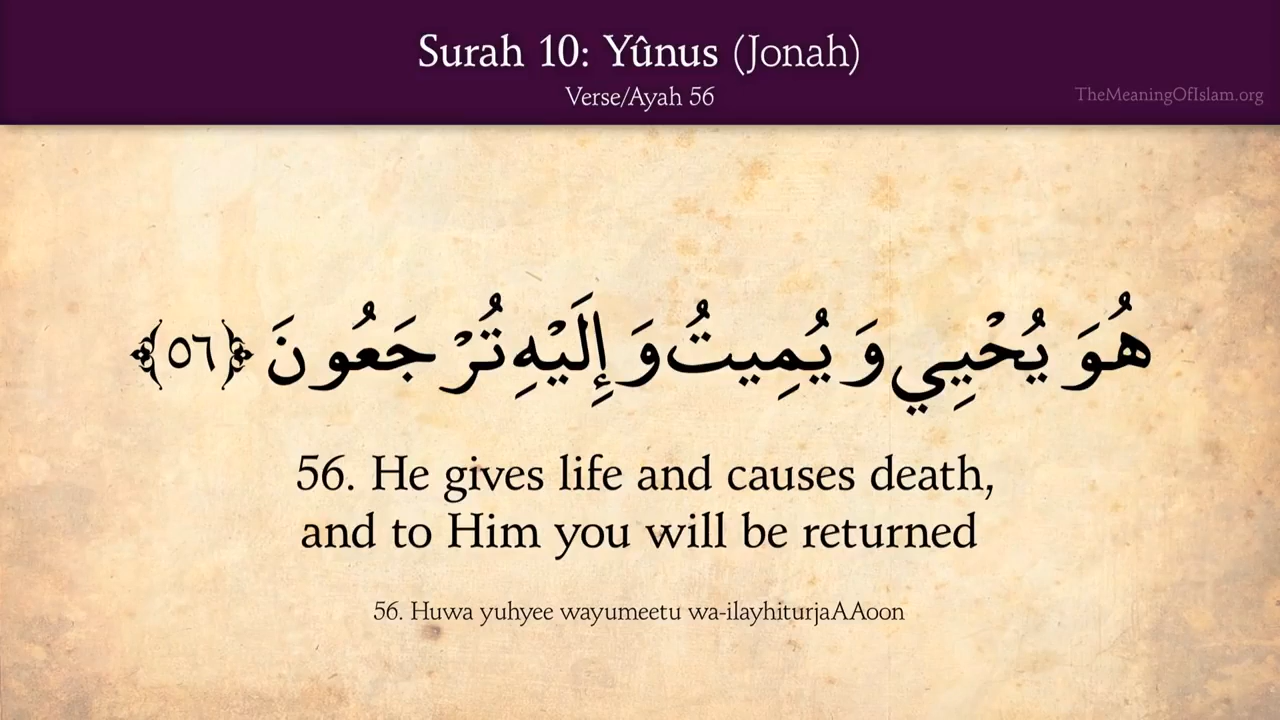 Surah 10: Yûnus (Jonah)
Verse/Ayah 56
TheMeaningOfIslam.org
هُوَ يُحْيِي وَ يُمِيتُ وَ إِلَيْهِ تُرْ جَعُونَ ﴿٥٦﴾
56. He gives life and causes death,
and to Him you will be returned
56. Huwa yuhyee wayumeetu wa-ilayhiturjaAAoon